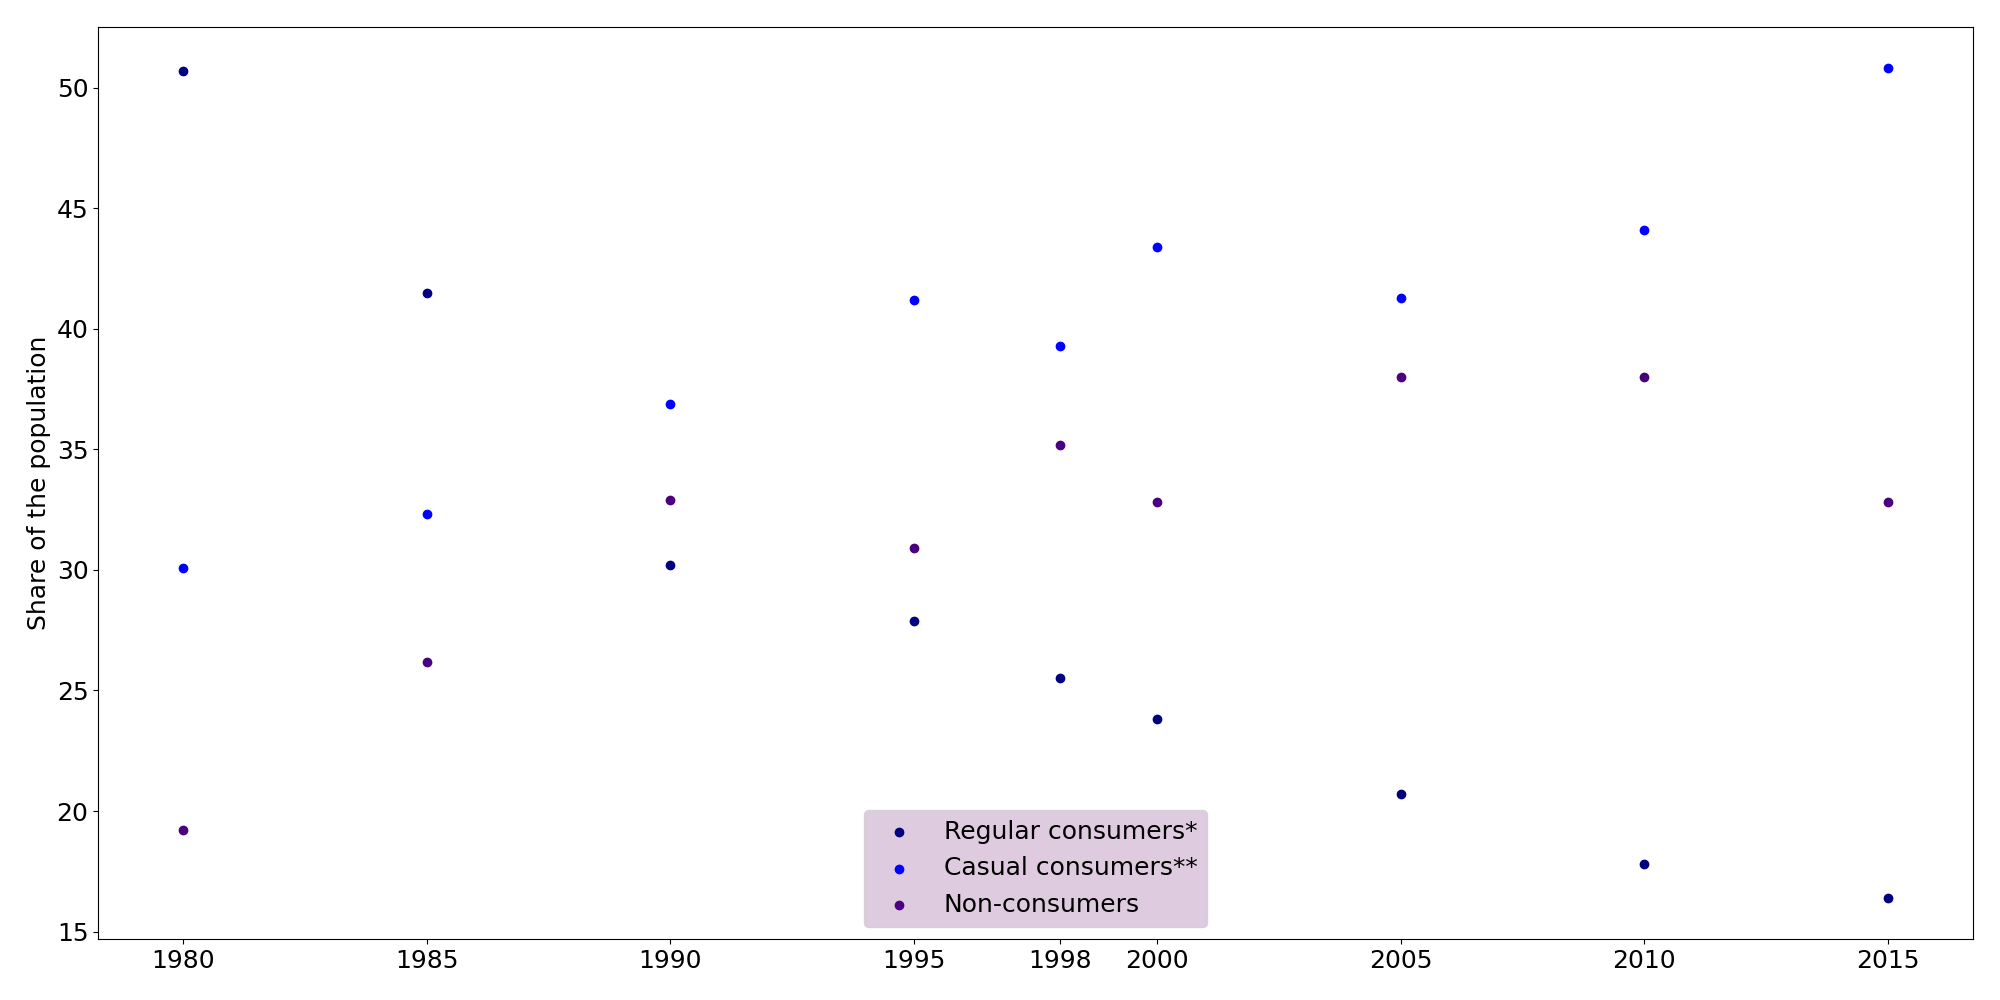 Share of the population
50
45
40
35
30
25
20
15
Regular consumers*
Casual consumers**
Non-consumers
1980 1985 1990 1995 1998 2000 2005 2010 2015